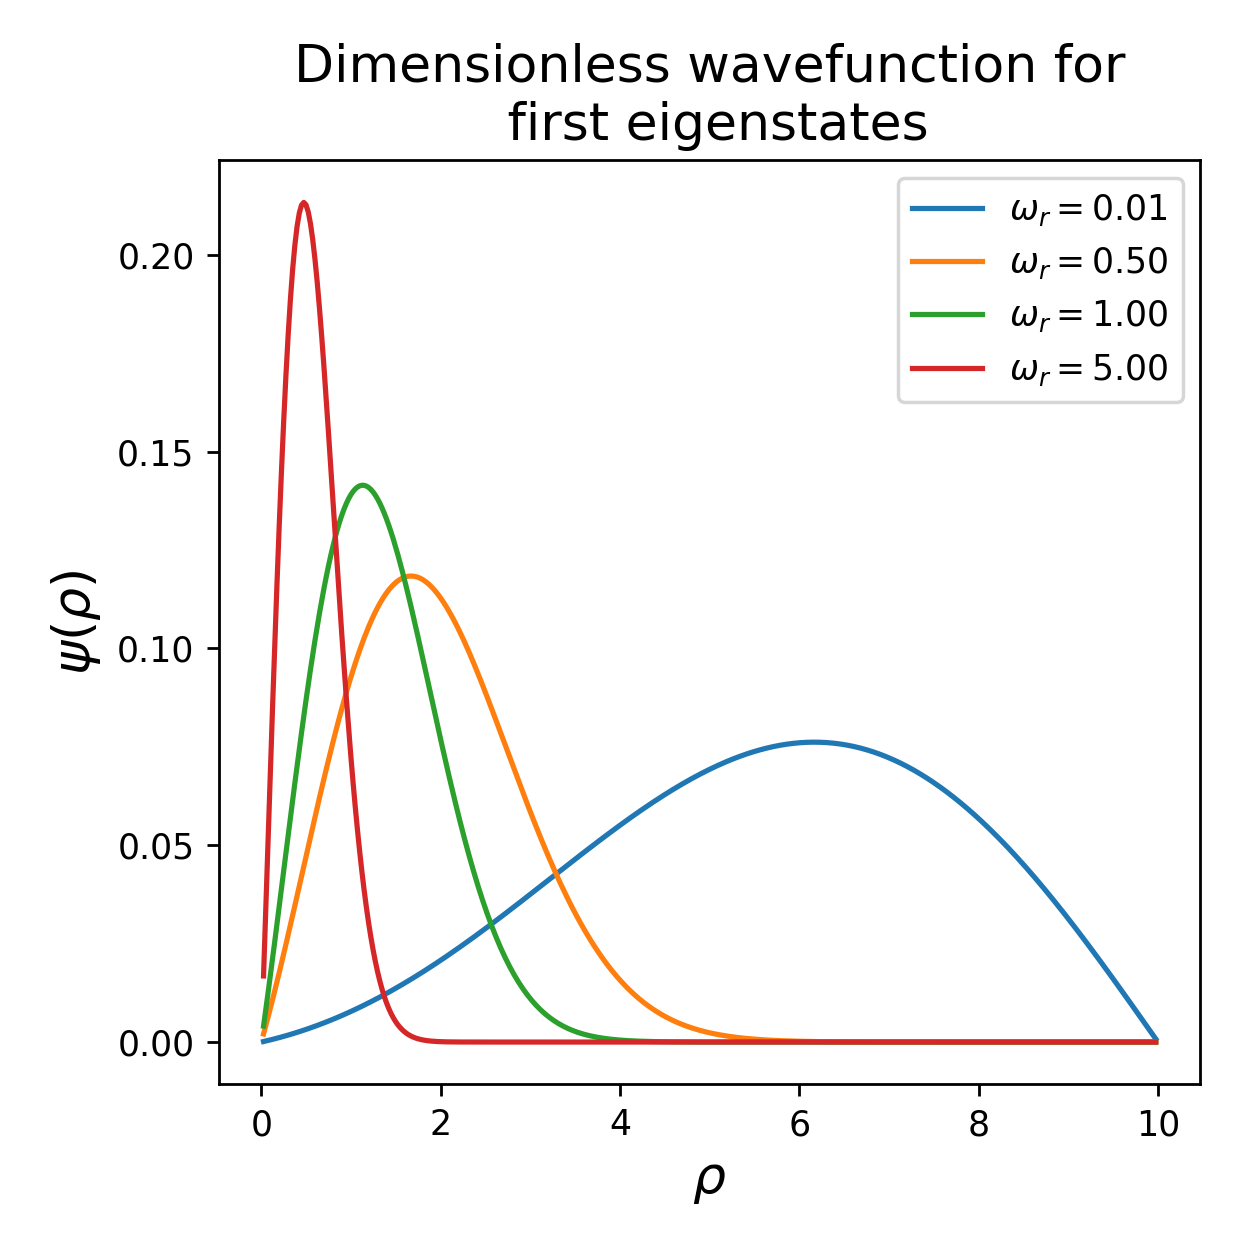 Dimensionless wavefunction for
first eigenstates
ωᵣ = 0.01
ωᵣ = 0.50
ωᵣ = 1.00
ωᵣ = 5.00
0.20
0.15
0.10
0.05
0.00
ψ(ρ)
0 2 4 6 8 10
ρ